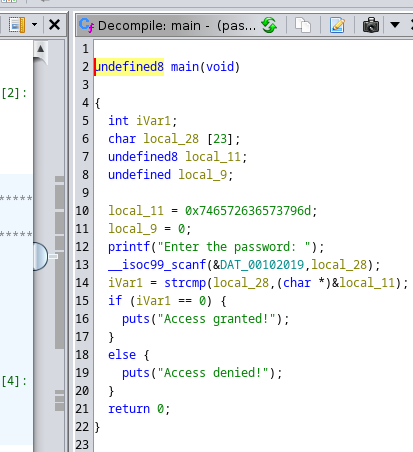 Decompile: main - (pas...
1
2 undefined8 main(void)
3
4 {
5 int iVar1;
6 char local_28 [23];
7 undefined8 local_11;
8 undefined local_9;
9
10 local_11 = 0x746572636573796d;
11 local_9 = 0;
12 printf("Enter the password: ");
13 __isoc99_scanf(&DAT_00102019,local_28);
14 iVar1 = strcmp(local_28,(char *)&local_11);
15 if (iVar1 == 0) {
16 puts("Access granted!");
17 }
18 else {
19 puts("Access denied!");
20 }
21 return 0;
22 }
23
[2]:
*****
*****
[4]: